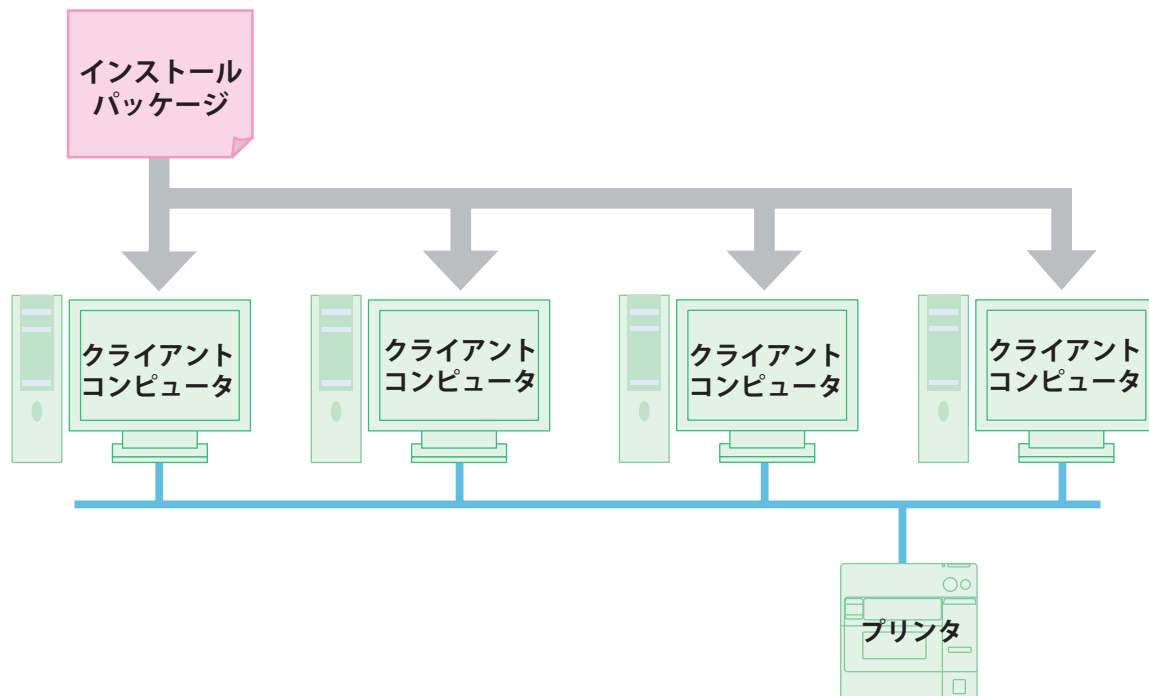 インストール
パッケージ
クライアント
コンピュータ
クライアント
コンピュータ
クライアント
コンピュータ
クライアント
コンピュータ
プリンタ